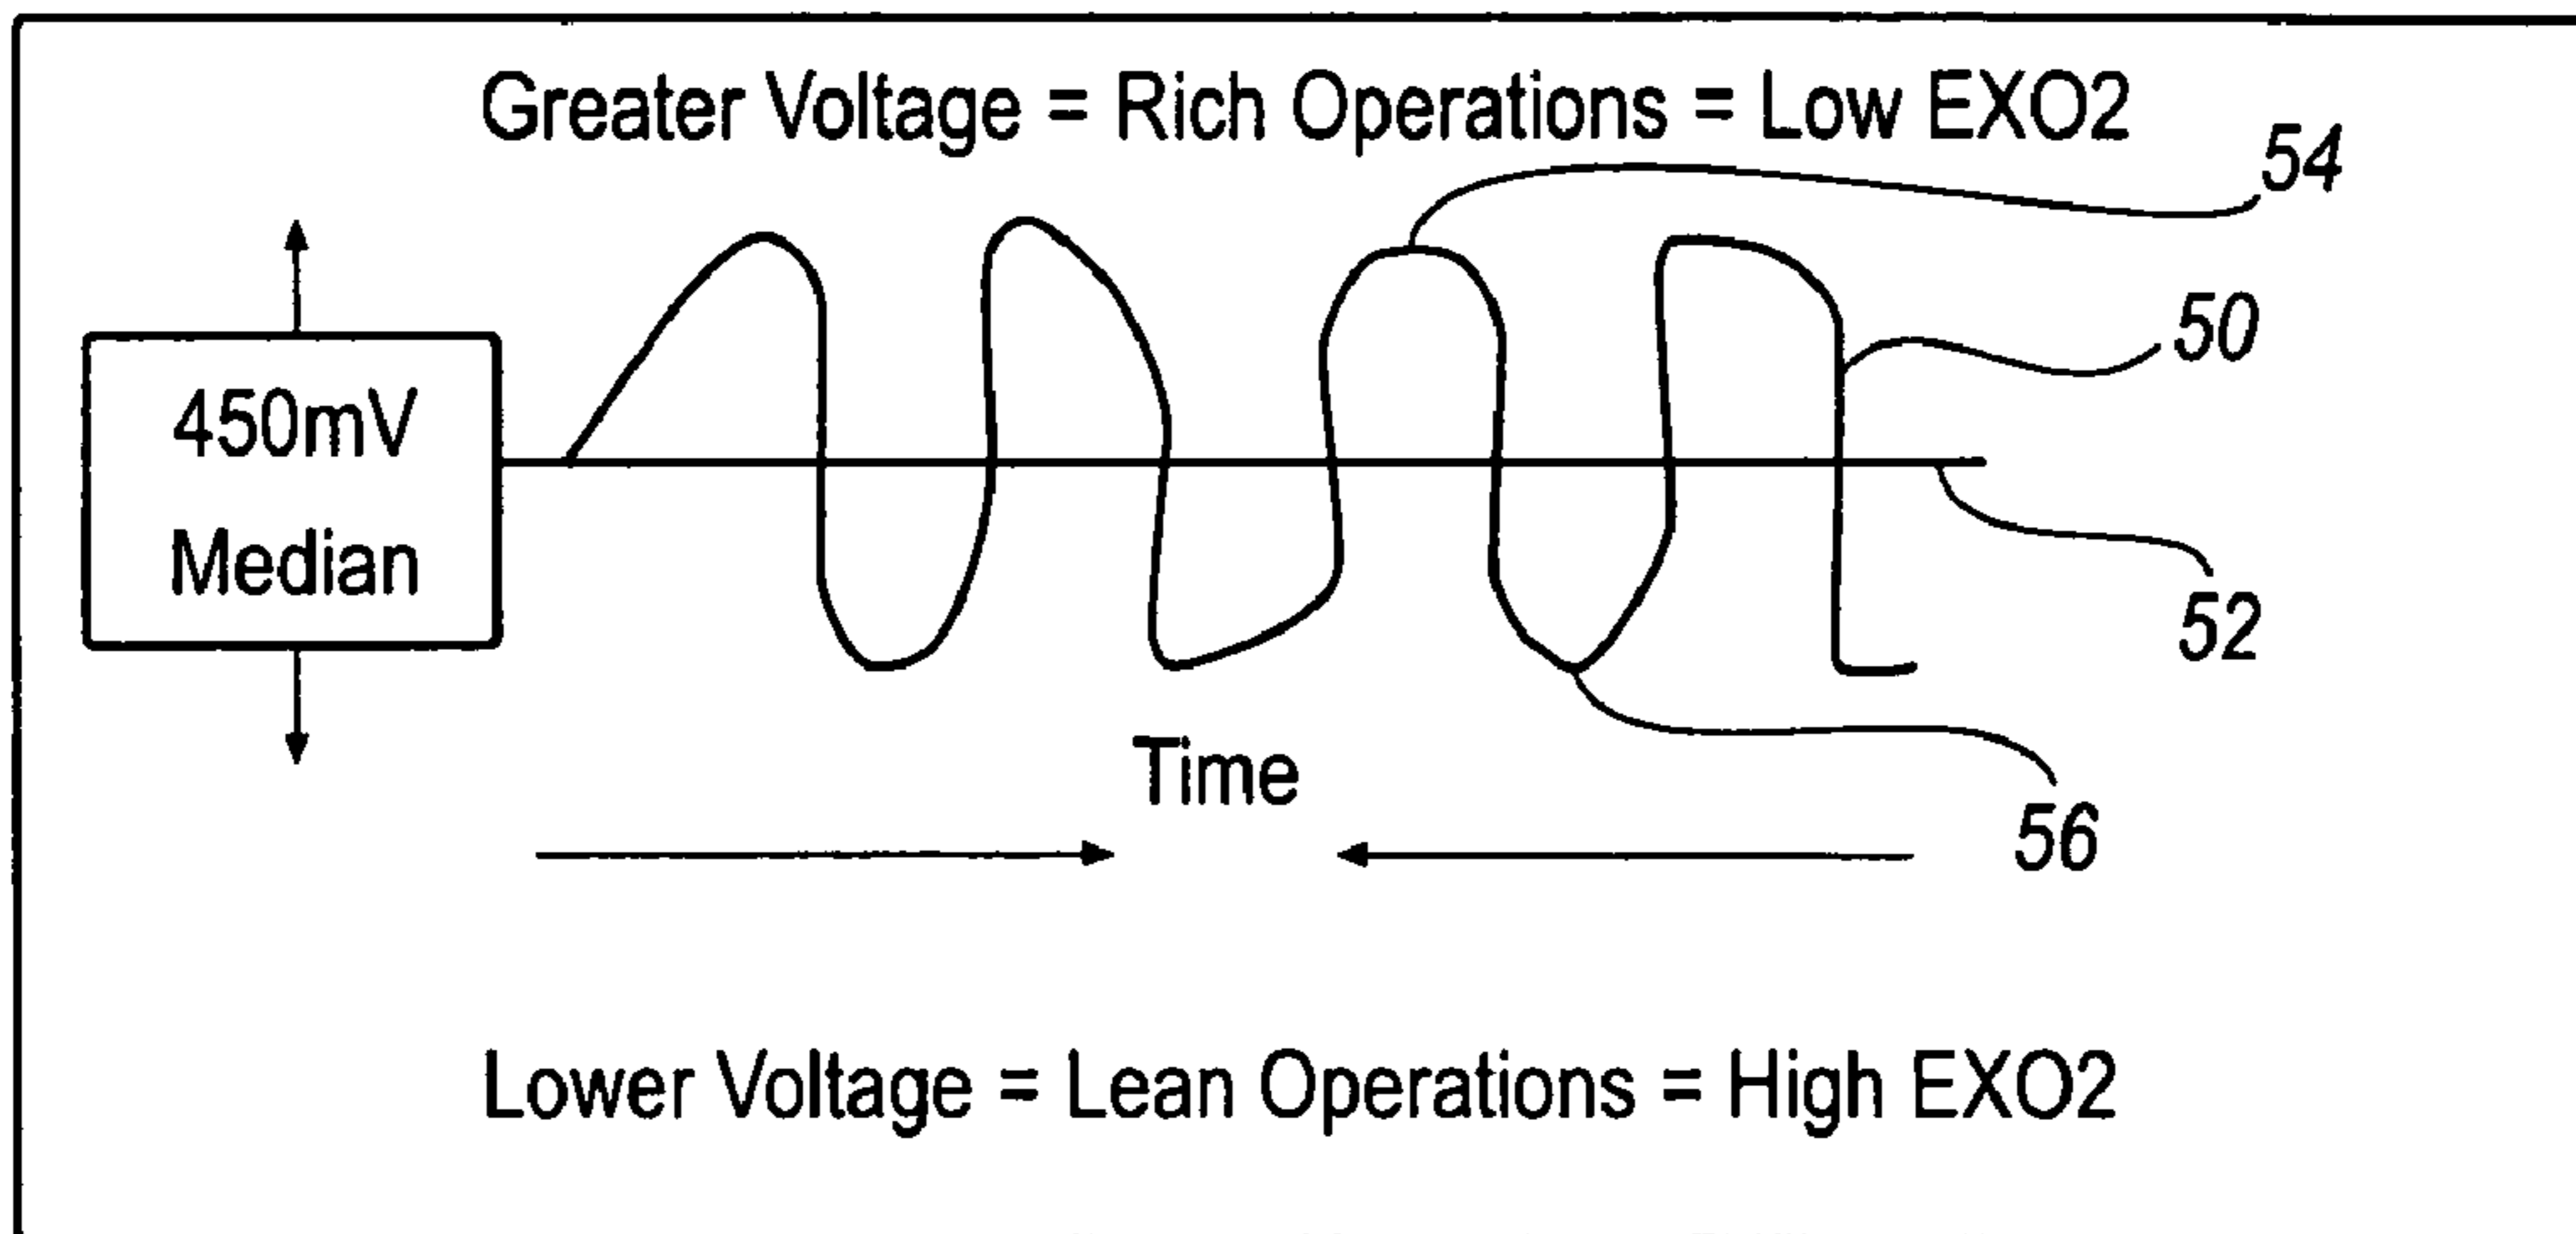 Greater Voltage = Rich Operations = Low EXO2
54
50
450mV
Median
52
Time
56
Lower Voltage = Lean Operations = High EXO2